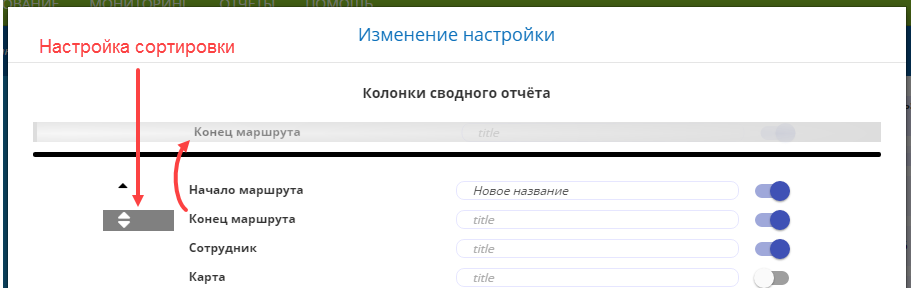 ОВАНИЕ МОНИТОРИНГ ОТЧЕТЫ ПОМОЩЬ
Изменение настройки
Настройка сортировки
Колонки сводного отчёта
Конец маршрута title
Начало маршрута Новое название
Конец маршрута title
Сотрудник title
Карта title